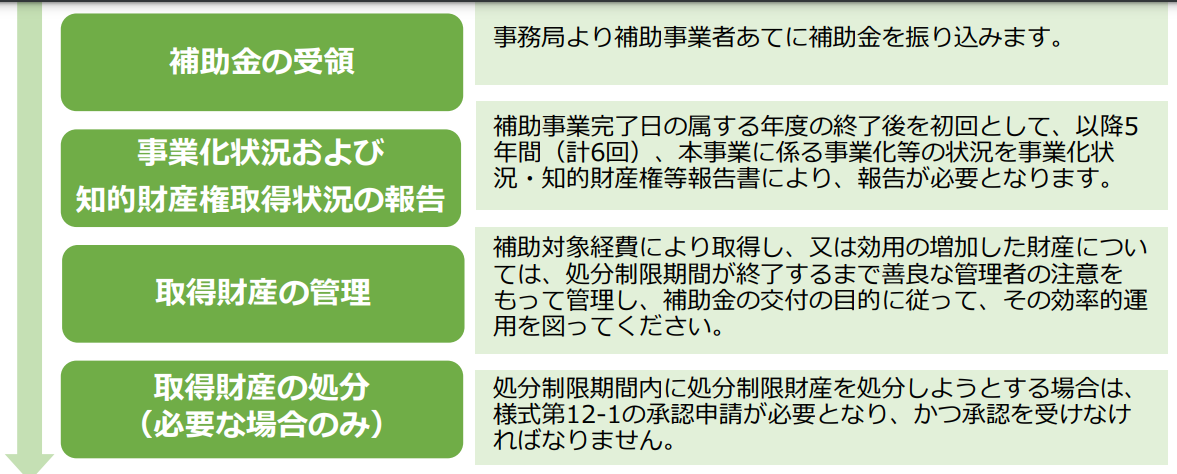 補助金の受領
事務局より補助事業者あてに補助金を振り込みます。
事業化状況および
知的財産権取得状況の報告
補助事業完了日の属する年度の終了後を初回として、以降5
年間（計6回）、本事業に係る事業化等の状況を事業化状
況・知的財産権等報告書により、報告が必要となります。
取得財産の管理
補助対象経費により取得し、又は効用の増加した財産につい
ては、処分制限期間が終了するまで善良な管理者の注意を
もって管理し、補助金の交付の目的に従って、その効率的運
用を図ってください。
取得財産の処分
（必要な場合のみ）
処分制限期間内に処分制限財産を処分しようとする場合は、
様式第12-1の承認申請が必要となり、かつ承認を受けなけ
ればなりません。